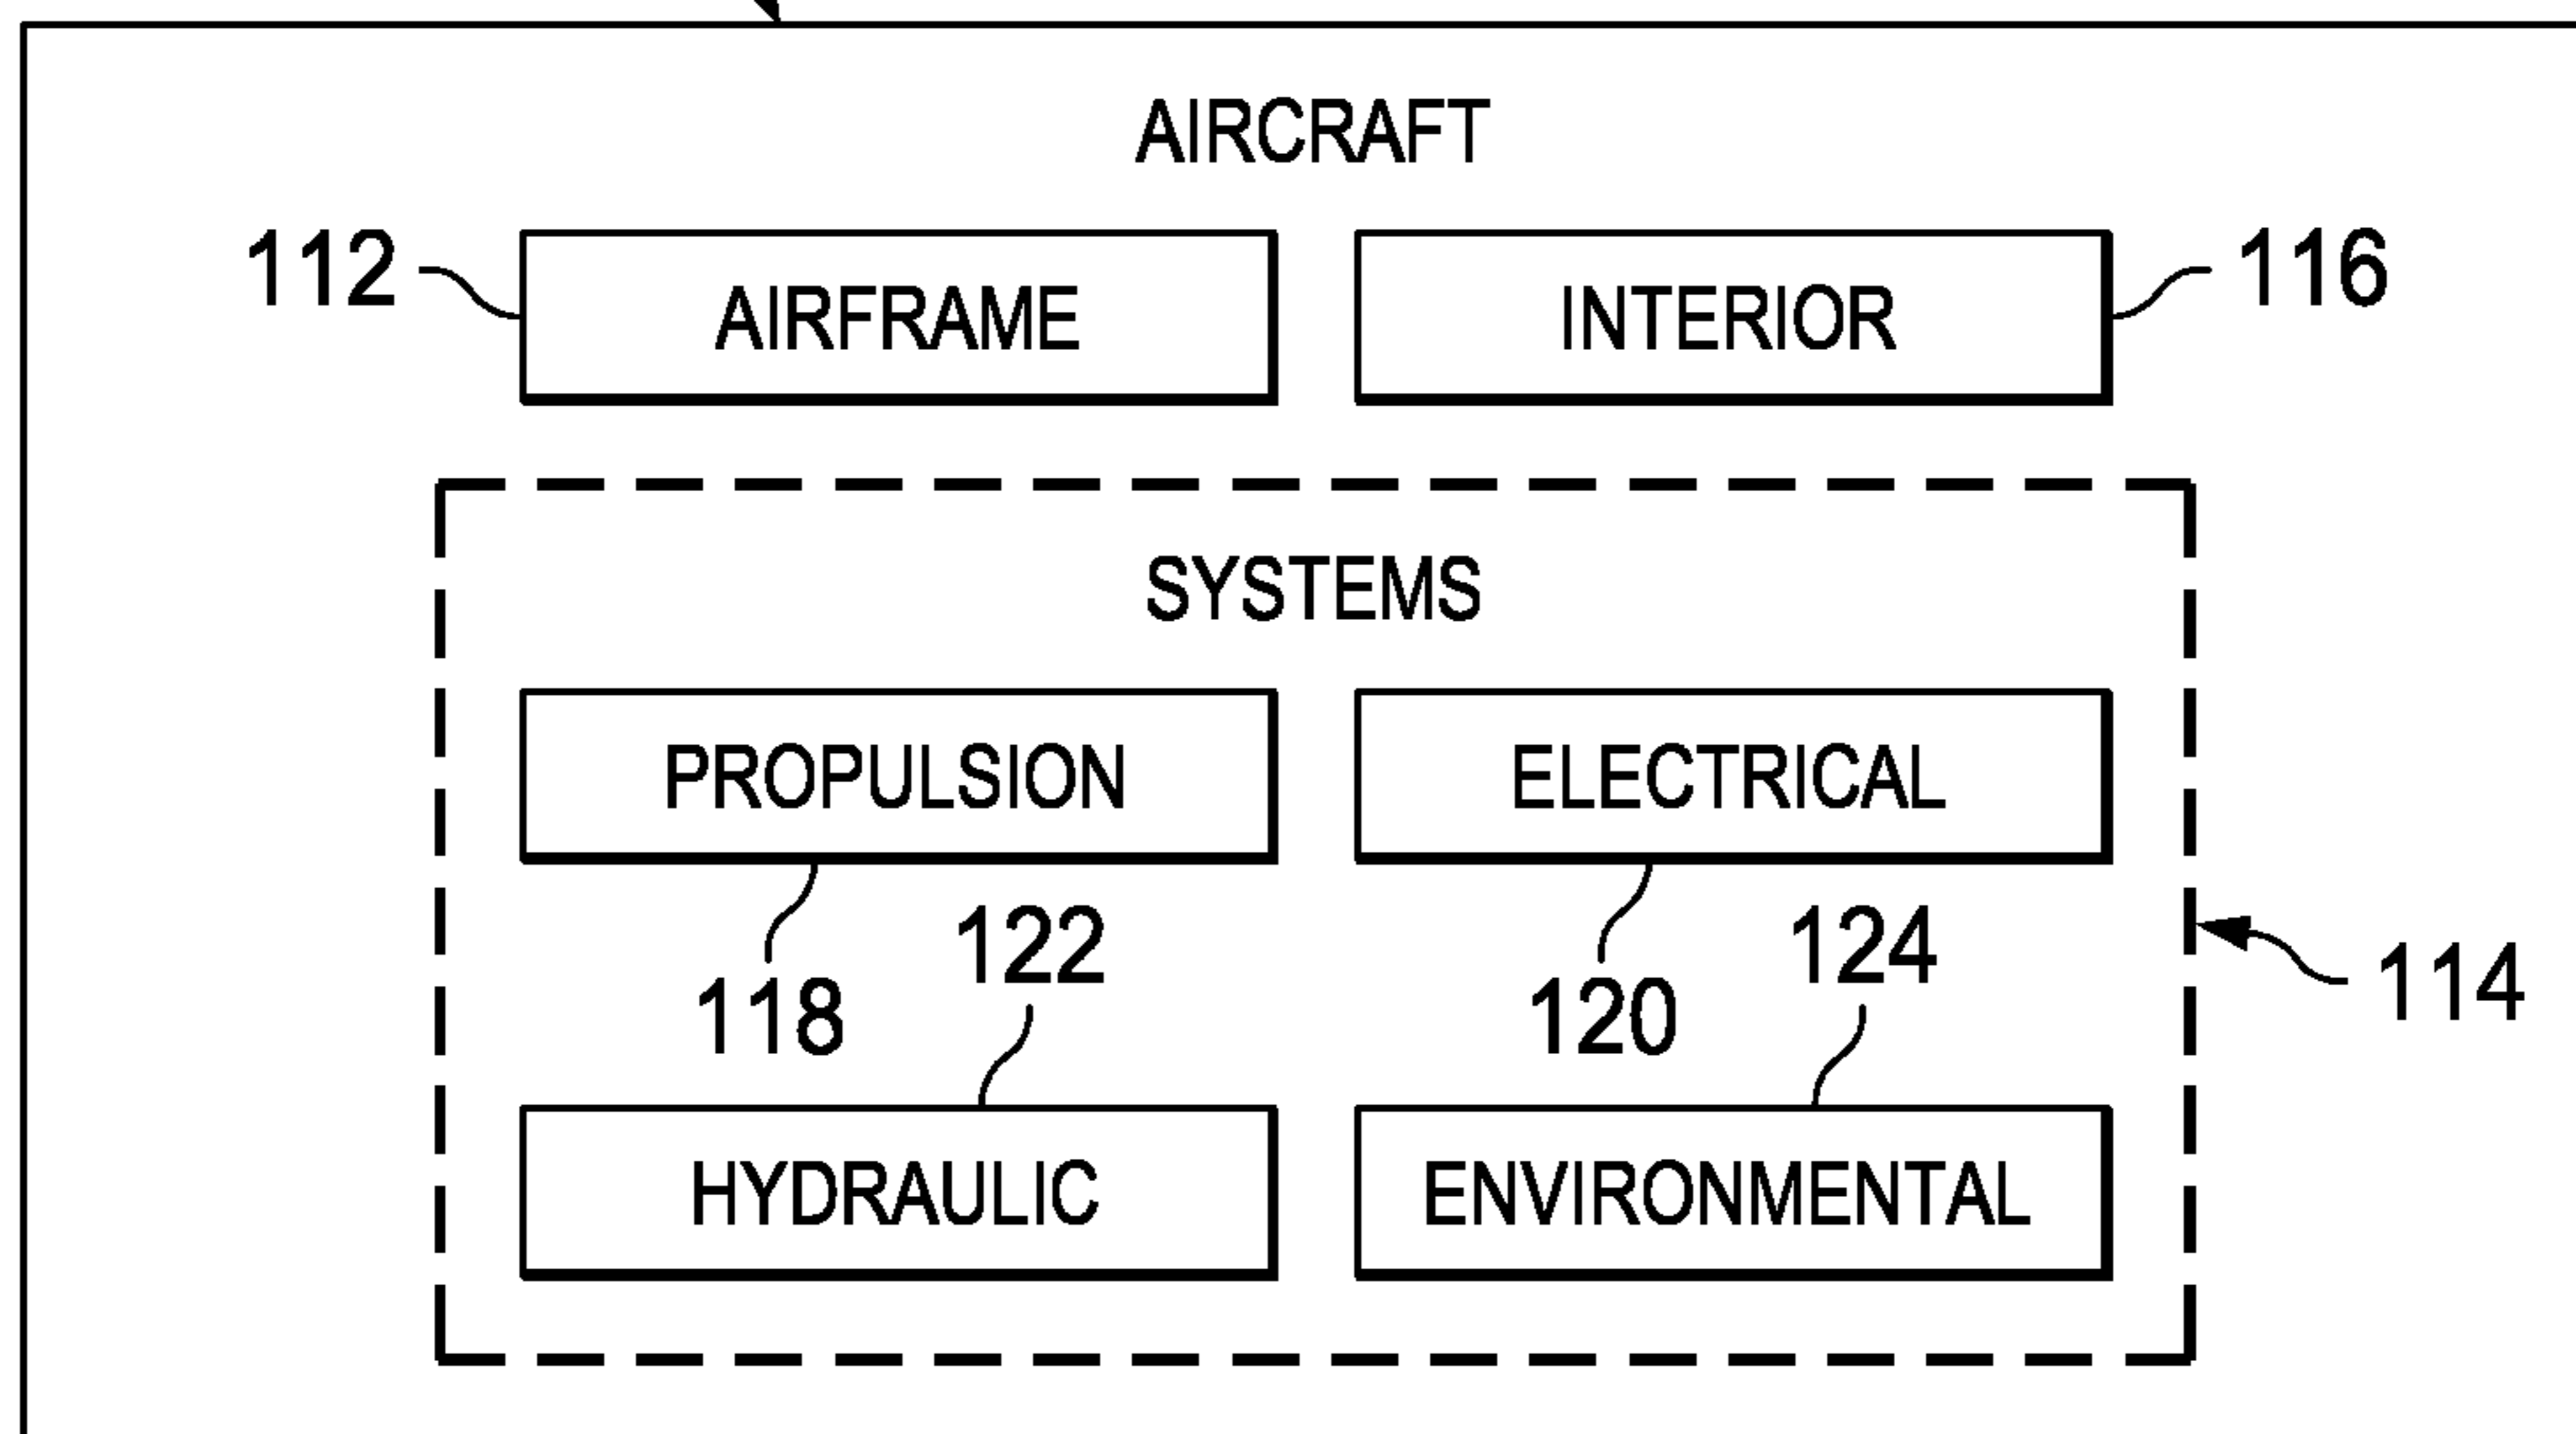 AIRCRAFT
112 AIRFRAME INTERIOR 116
SYSTEMS
PROPULSION ELECTRICAL
122 124
118 120 114
HYDRAULIC ENVIRONMENTAL